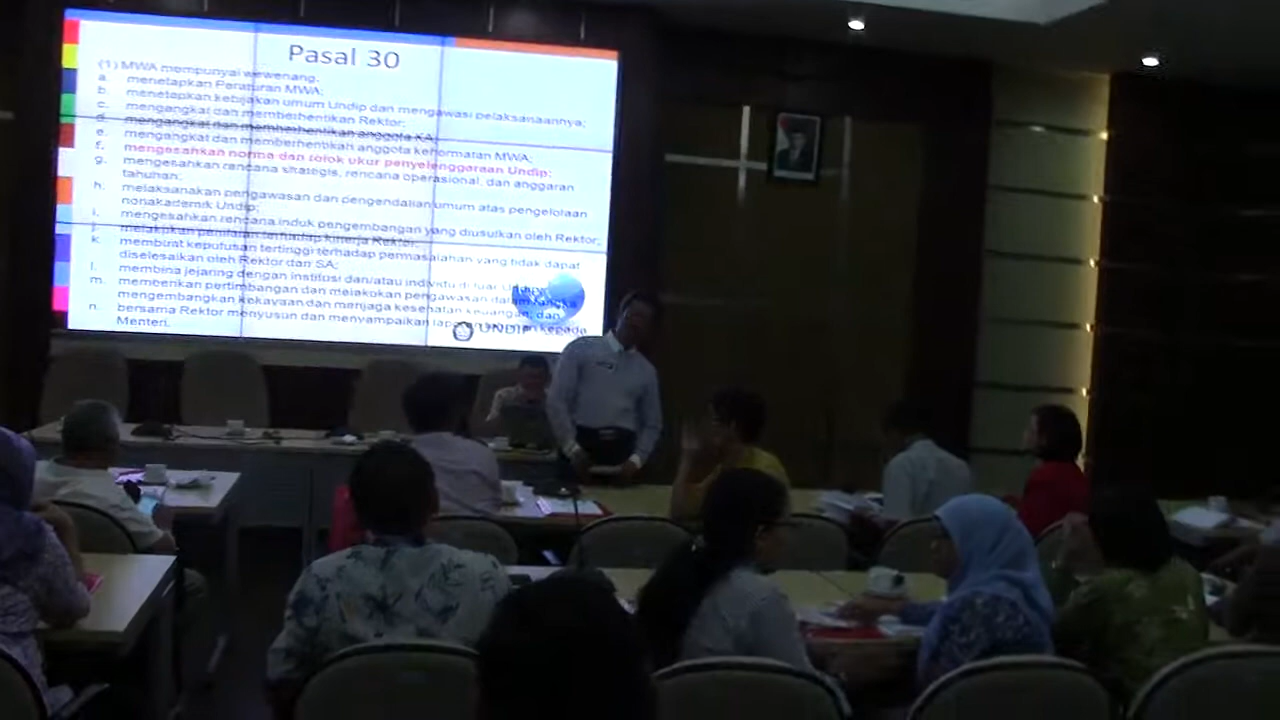 Pasal 30
(1) MWA mempunyai wewenang:
a. menetapkan Peraturan MWA;
b. menetapkan kebijakan umum Undip dan mengawasi pelaksanaannya;
c. mengangkat dan memberhentikan Rektor;
d. mengangkat dan memberhentikan anggota KA;
e. mengangkat dan memberhentikan anggota kehormatan MWA;
f. mengesahkan norma dan tolok ukur penyelenggaraan Undip;
g. mengesahkan rencana strategis, rencana operasional, dan anggaran
tahunan;
h. melaksanakan pengawasan dan pengendalian umum atas pengelolaan
nonakademik Undip;
i. mengesahkan rencana induk pengembangan yang diusulkan oleh Rektor;
j. melakukan penilaian terhadap kinerja Rektor;
k. membuat keputusan tertinggi terhadap permasalahan yang tidak dapat
diselesaikan oleh Rektor dan SA;
l. membina jejaring dengan institusi dan/atau individu di luar Undip;
m. memberikan pertimbangan dan melakukan pengawasan dalam rangka
mengembangkan kekayaan dan menjaga kesehatan keuangan; dan
n. bersama Rektor menyusun dan menyampaikan kepada
Menteri.
UNDIP